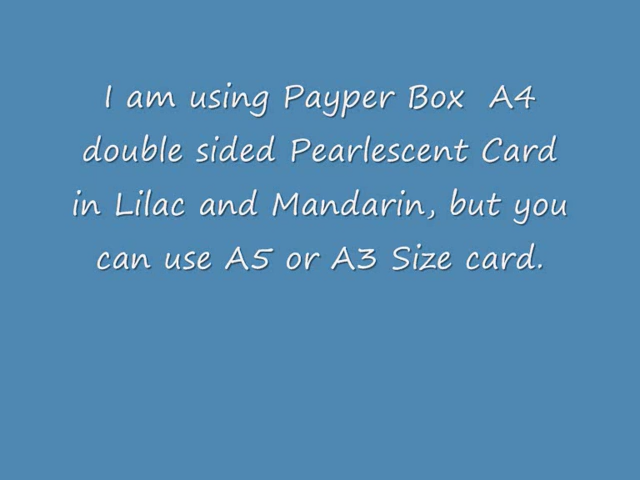 I am using Payper Box  A4
double sided Pearlescent Card
in Lilac and Mandarin, but you
can use A5 or A3 Size card.